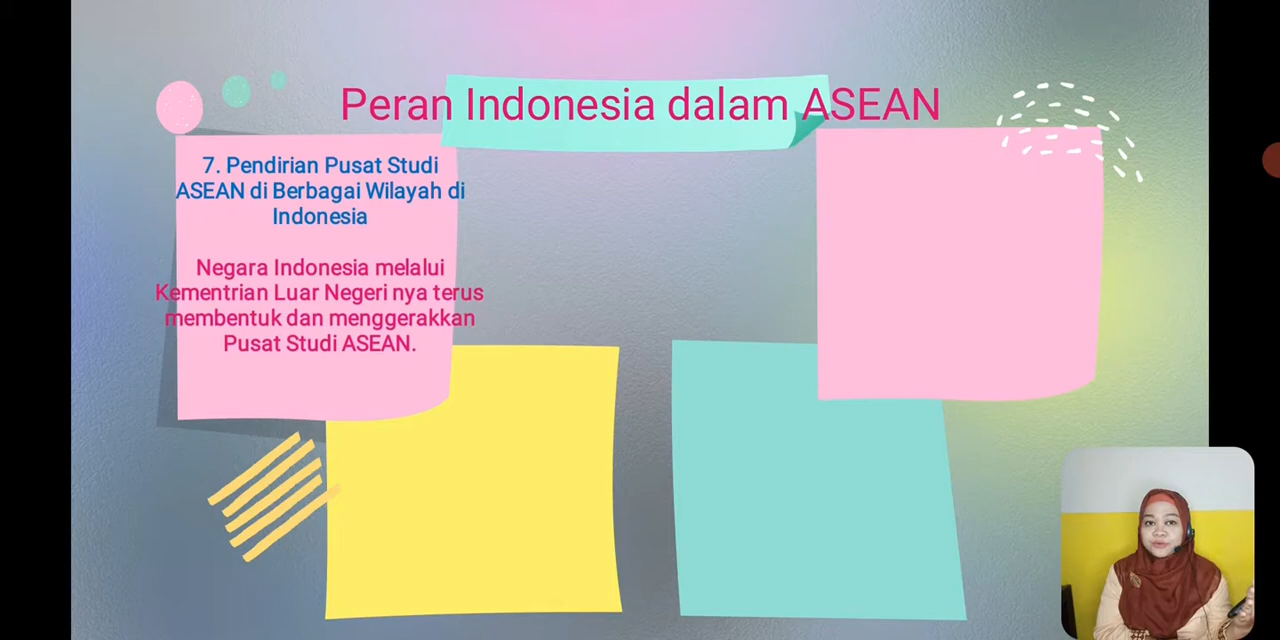 Peran Indonesia dalam ASEAN
7. Pendirian Pusat Studi
ASEAN di Berbagai Wilayah di
Indonesia
Negara Indonesia melalui
Kementrian Luar Negeri nya terus
membentuk dan menggerakkan
Pusat Studi ASEAN.